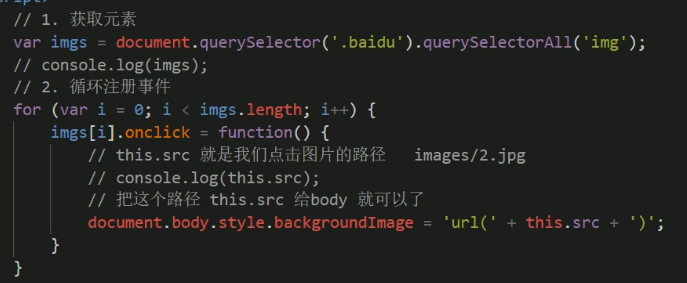 // 1. 获取元素
var imgs = document.querySelector('.baidu').querySelectorAll('img');
// console.log(imgs);
// 2. 循环注册事件
for (var i = 0; i < imgs.length; i++) {
    imgs[i].onclick = function() {
        // this.src 就是我们点击图片的路径   images/2.jpg
        // console.log(this.src);
        // 把这个路径 this.src 给body 就可以了
        document.body.style.backgroundImage = 'url(' + this.src + ')';
    }
}